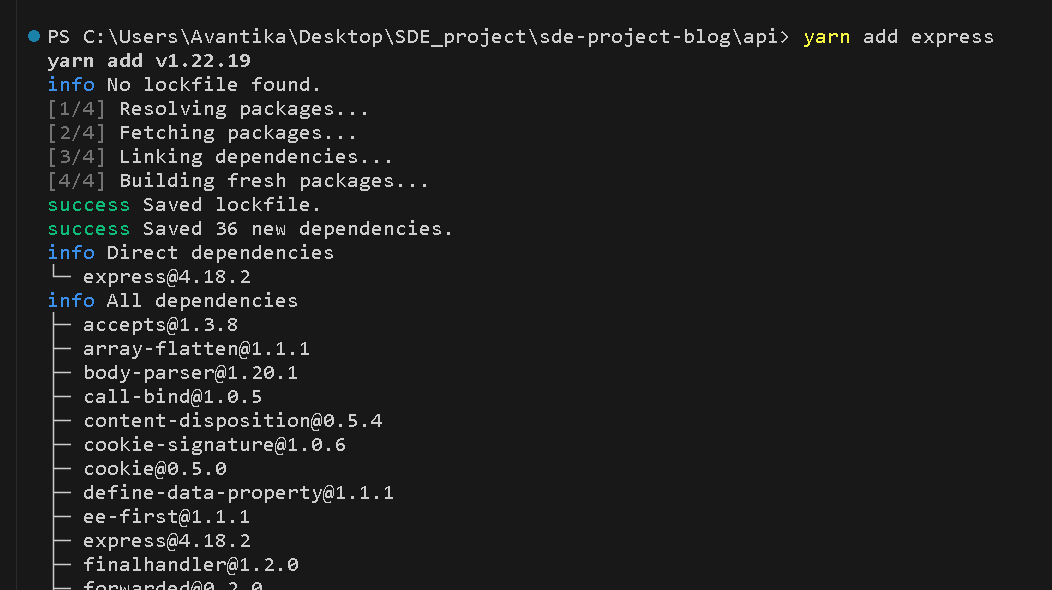 PS C:\Users\Avantika\Desktop\SDE_project\sde-project-blog\api> yarn add express
yarn add v1.22.19
info No lockfile found.
[1/4] Resolving packages...
[2/4] Fetching packages...
[3/4] Linking dependencies...
[4/4] Building fresh packages...
success Saved lockfile.
success Saved 36 new dependencies.
info Direct dependencies
└─ express@4.18.2
info All dependencies
├─ accepts@1.3.8
├─ array-flatten@1.1.1
├─ body-parser@1.20.1
├─ call-bind@1.0.5
├─ content-disposition@0.5.4
├─ cookie-signature@1.0.6
├─ cookie@0.5.0
├─ define-data-property@1.1.1
├─ ee-first@1.1.1
├─ express@4.18.2
├─ finalhandler@1.2.0
├─ forwarded@0.2.0